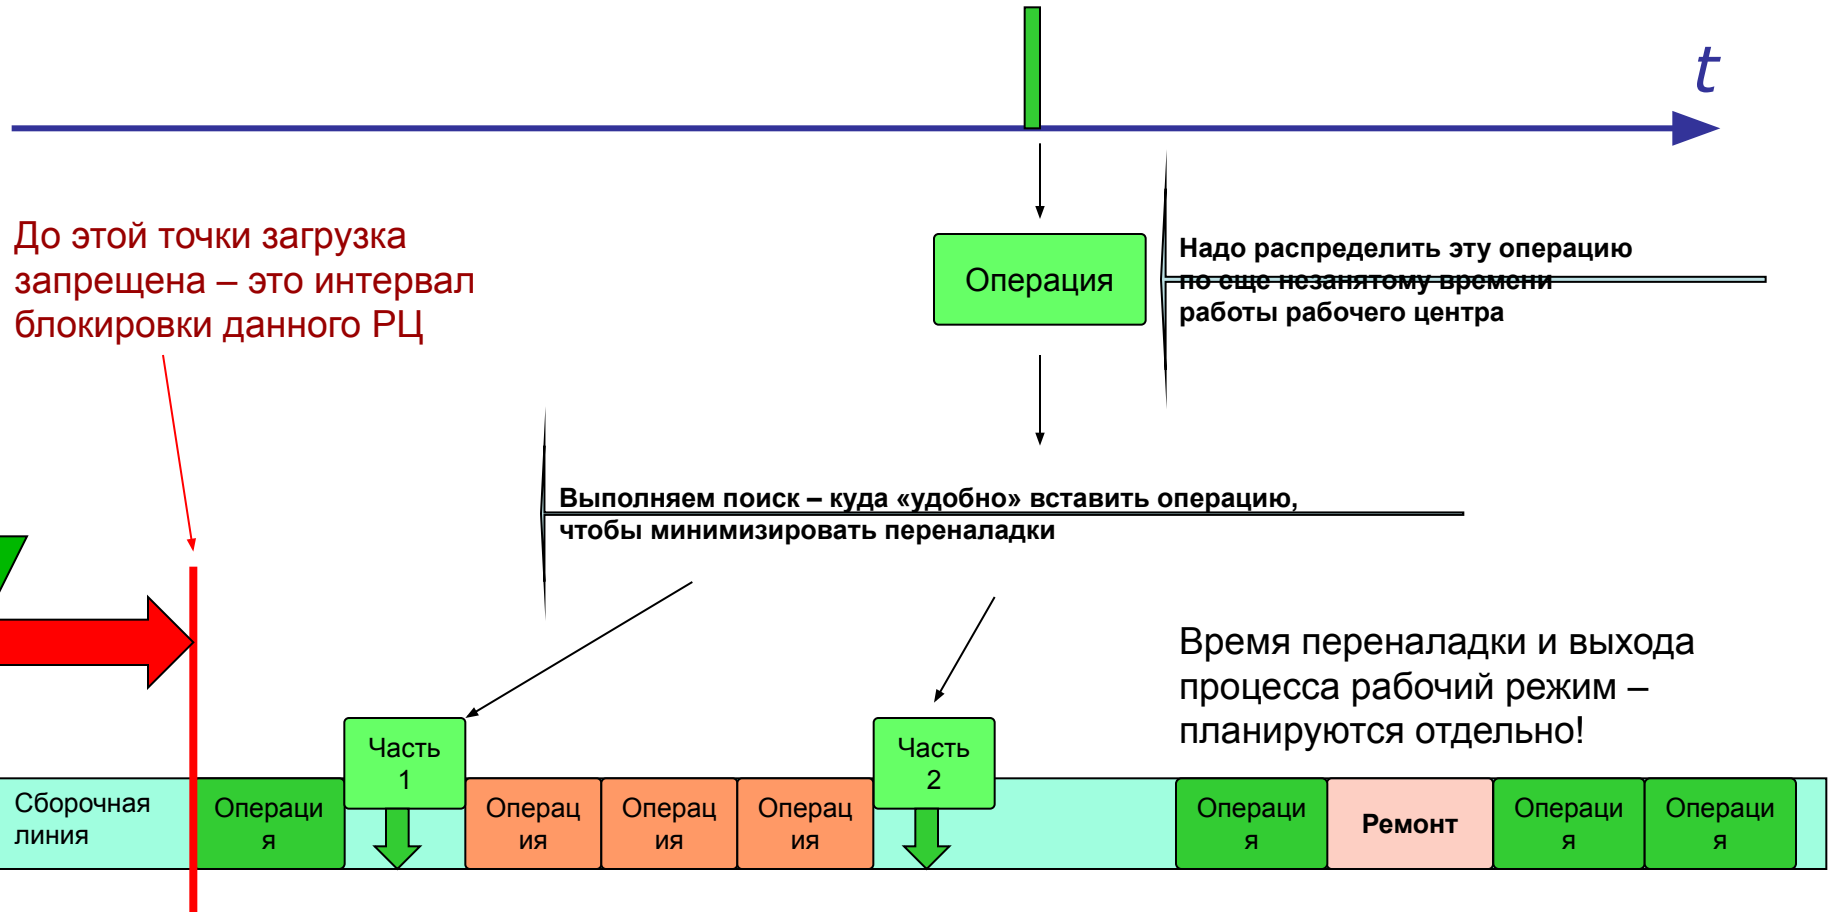 t
До этой точки загрузка
запрещена – это интервал
блокировки данного РЦ
Операция
Надо распределить эту операцию
по еще незанятому времени
работы рабочего центра
Выполняем поиск – куда «удобно» вставить операцию,
чтобы минимизировать переналадки
Время переналадки и выхода
процесса рабочий режим –
планируются отдельно!
Часть
1
Часть
2
Сборочная
линия
Операци
я
Операц
ия
Операц
ия
Операц
ия
Операци
я
Ремонт
Операци
я
Операци
я